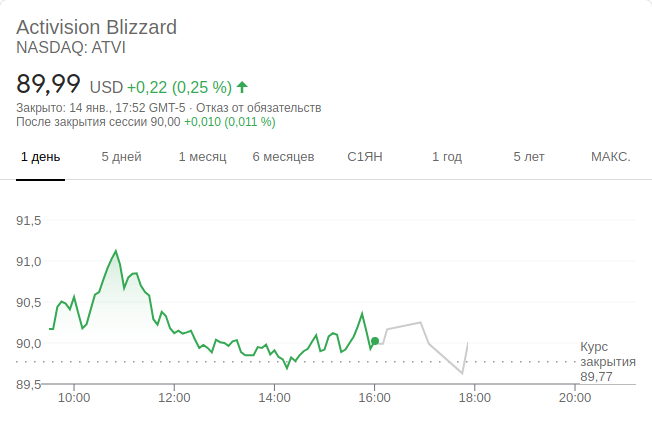 Activision Blizzard
NASDAQ: ATVI
89,99 USD +0,22 (0,25 %)
Закрыто: 14 янв., 17:52 GMT-5 · Отказ от обязательств
После закрытия сессии 90,00 +0,010 (0,011 %)
1 день 5 дней 1 месяц 6 месяцев С1ЯН 1 год 5 лет МАКС.
91,5
91,0
90,5
90,0
Курс
закрытия
89,77
89,5
10:00 12:00 14:00 16:00 18:00 20:00